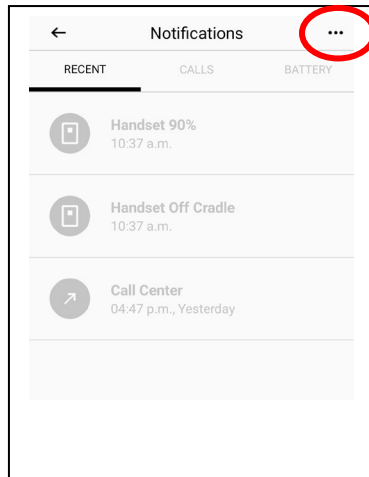 Notifications
RECENT CALLS BATTERY
Handset 90%
10:37 a.m.
Handset Off Cradle
10:37 a.m.
Call Center
04:47 p.m., Yesterday